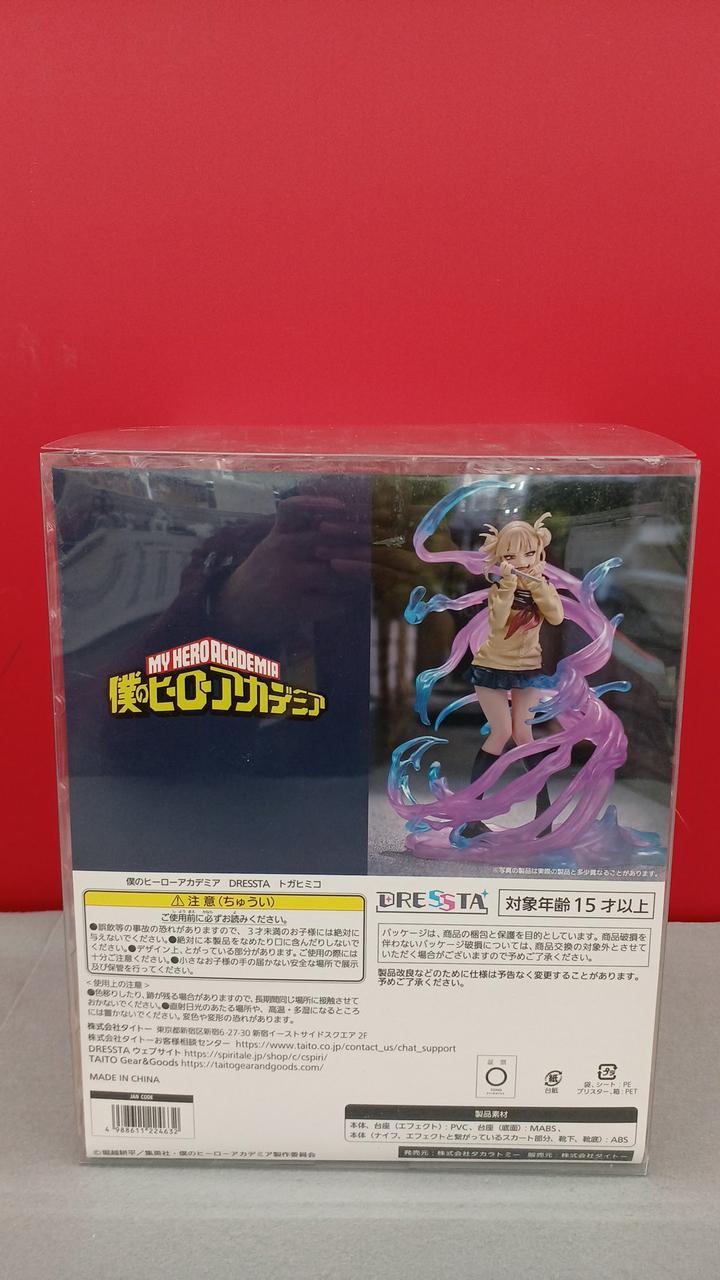 MY HERO ACADEMIA
僕のヒーローアカデミア
※写真の製品は実際の製品と多少異なることがあります。
僕のヒーローアカデミア DRESSTA トガヒミコ
⚠注意(ちゅうい)
ご使用前に必ずお読みください。
●誤飲等の事故の恐れがありますので、3才未満のお子様には絶対に
与えないでください。●絶対に本製品をなめたり口に含んだりしないで
ください。●デザイン上、とがっている部分があります。ご使用の際には
十分ご注意ください。●小さなお子様の手の届かない安全な場所で展示
及び保管を行ってください。
<使用上の注意>
●色移りしたり、跡が残る場合がありますので、長期間同じ場所に接触させて
おかないでください。●直射日光のあたる場所や、高温・多湿になるところ
には置かないでください。変色や変形の恐れがあります。
株式会社タイトー 東京都新宿区新宿6-27-30 新宿イーストサイドスクエア 2F
株式会社タイトーお客様相談センター https://www.taito.co.jp/contact_us/chat_support
DRESSTA ウェブサイト https://spiritale.jp/shop/c/cspiri/
TAITO Gear&Goods https://taitogearandgoods.com/
MADE IN CHINA
JAN CODE
4 988611 224632
©堀越耕平/集英社・僕のヒーローアカデミア製作委員会
DRESSTA
対象年齢15才以上
パッケージは、商品の梱包と保護を目的としています。商品破損を
伴わないパッケージ破損については、商品交換の対象外とさせて
いただく場合がございますので予めご了承ください。
製品改良などのために仕様は予告なく変更することがあります。
予めご了承ください。
証紙
紙
台紙
プラ
袋、シート:PE
ブリスター、箱:PET
製品素材
本体、台座(エフェクト):PVC、台座(底面):MABS、
本体(ナイフ、エフェクトと繋がっているスカート部分、靴下、靴底):ABS
発売元:株式会社タカラトミー 販売元:株式会社タイトー